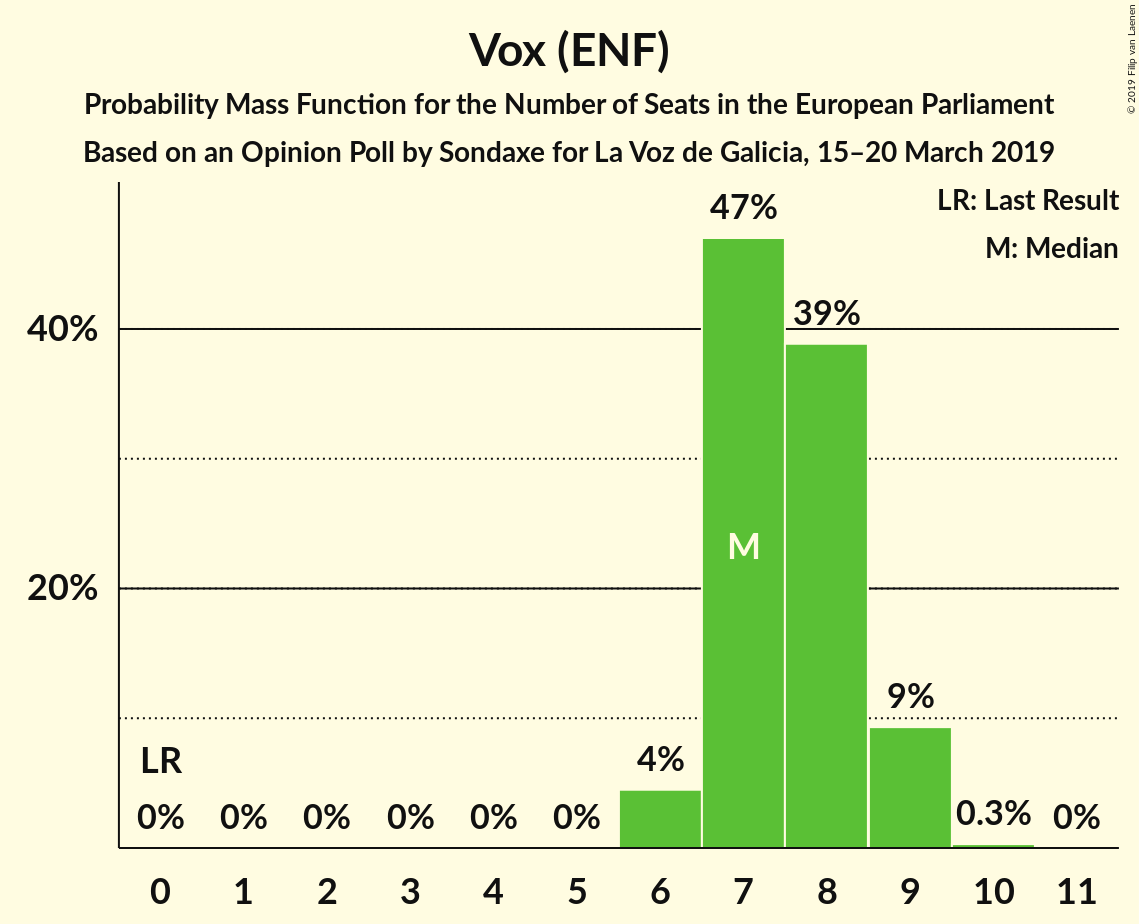 Vox (ENF)
Probability Mass Function for the Number of Seats in the European Parliament
Based on an Opinion Poll by Sondaxe for La Voz de Galicia, 15–20 March 2019
© 2019 Filip van Laenen
LR: Last Result
M: Median
47%
39%
40%
M
20%
9%
LR
4%
0% 0% 0% 0% 0% 0% 0.3% 0%
0 1 2 3 4 5 6 7 8 9 10 11